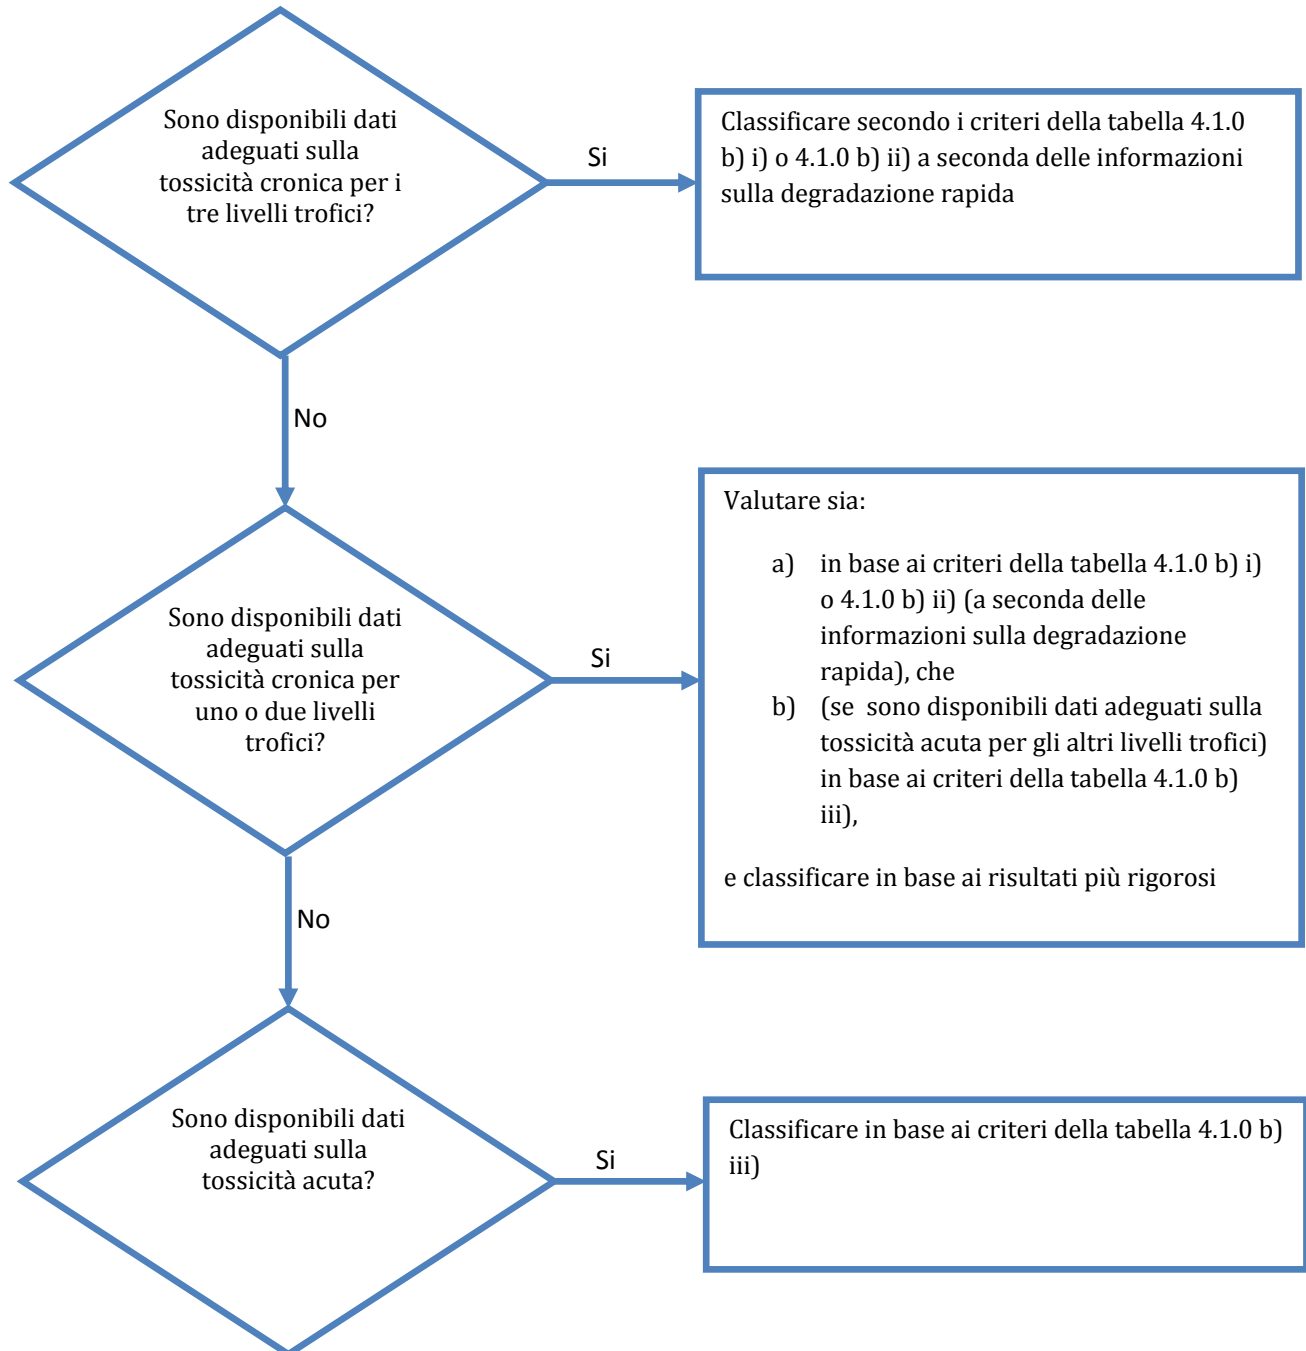 Sono disponibili dati
adeguati sulla
tossicità cronica per i
tre livelli trofici?
Si
Classificare secondo i criteri della tabella 4.1.0
b) i) o 4.1.0 b) ii) a seconda delle informazioni
sulla degradazione rapida
No
Sono disponibili dati
adeguati sulla
tossicità cronica per
uno o due livelli
trofici?
Si
Valutare sia:
a) in base ai criteri della tabella 4.1.0 b) i)
o 4.1.0 b) ii) (a seconda delle
informazioni sulla degradazione
rapida), che
b) (se sono disponibili dati adeguati sulla
tossicità acuta per gli altri livelli trofici)
in base ai criteri della tabella 4.1.0 b)
iii),
e classificare in base ai risultati più rigorosi
No
Sono disponibili dati
adeguati sulla
tossicità acuta?
Si
Classificare in base ai criteri della tabella 4.1.0 b)
iii)